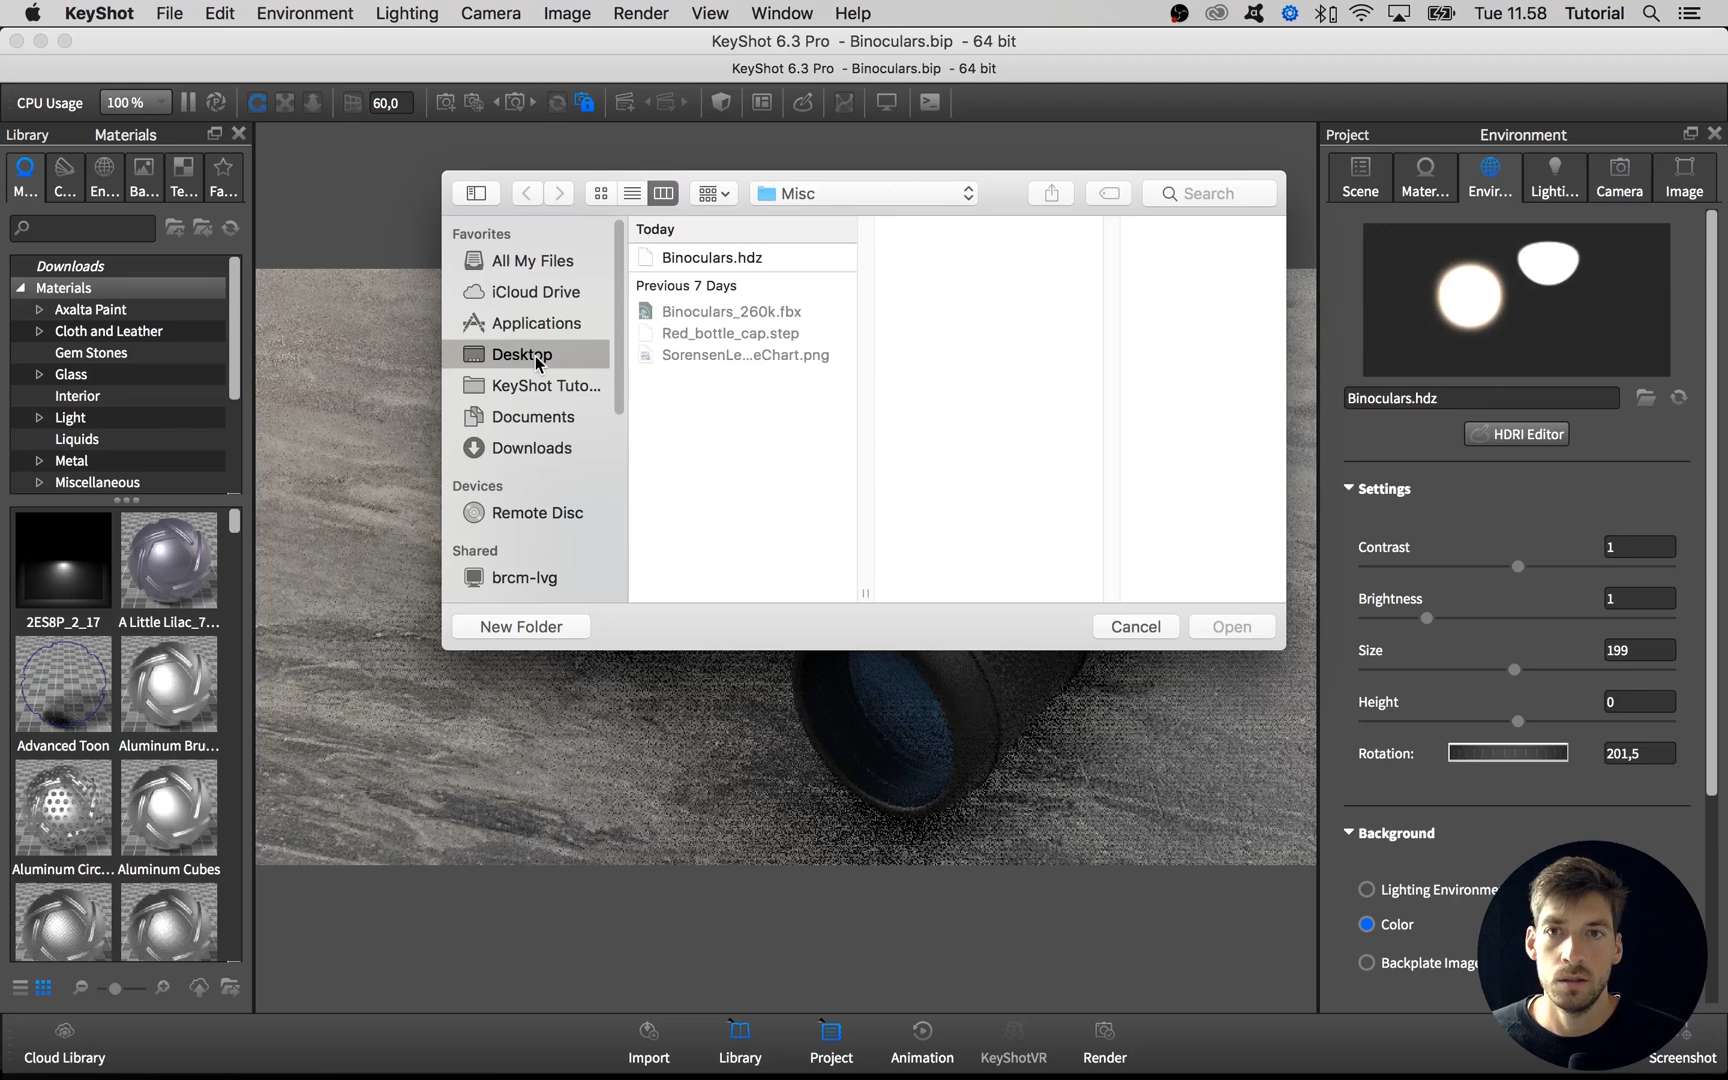 KeyShot File Edit Environment Lighting Camera Image Render View Window Help Tue 11.58 Tutorial
KeyShot 6.3 Pro - Binoculars.bip - 64 bit
KeyShot 6.3 Pro - Binoculars.bip - 64 bit
CPU Usage 100 % 60,0
Library Materials
M... C... En... Ba... Te... Fa...
Downloads
Materials
Axalta Paint
Cloth and Leather
Gem Stones
Glass
Interior
Light
Liquids
Metal
Miscellaneous
2ES8P_2_17 A Little Lilac_7...
Advanced Toon Aluminum Bru...
Aluminum Circ... Aluminum Cubes
Misc Search
Favorites
All My Files
iCloud Drive
Applications
Desktop
KeyShot Tuto...
Documents
Downloads
Devices
Remote Disc
Shared
brcm-lvg
Today
Binoculars.hdz
Previous 7 Days
Binoculars_260k.fbx
Red_bottle_cap.step
SorensenLe...eChart.png
New Folder Cancel Open
Project Environment
Scene Mater... Envir... Lighti... Camera Image
Binoculars.hdz
HDRI Editor
Settings
Contrast 1
Brightness 1
Size 199
Height 0
Rotation: 201,5
Background
Lighting Environme
Color
Backplate Imag
Cloud Library Import Library Project Animation KeyShotVR Render Screenshot